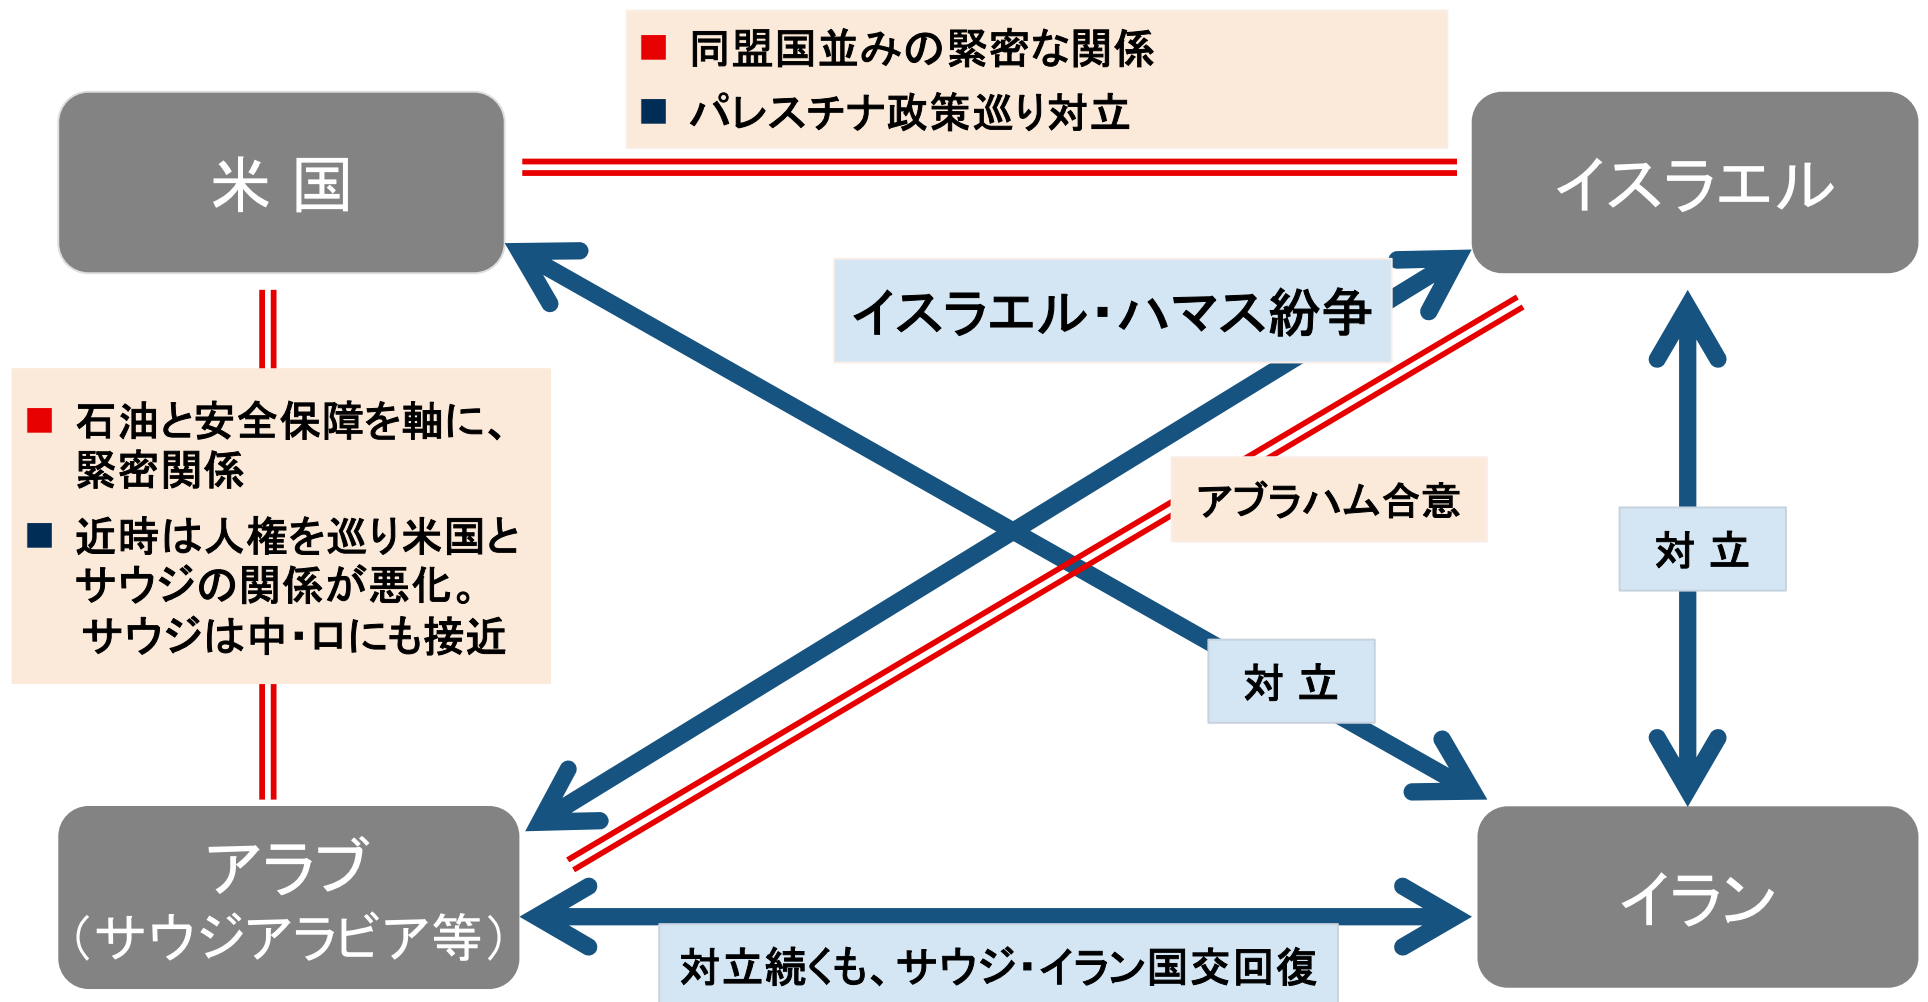 同盟国並みの緊密な関係
パレスチナ政策巡り対立
米 国
イスラエル
イスラエル・ハマス紛争
石油と安全保障を軸に、
緊密関係
近時は人権を巡り米国と
サウジの関係が悪化。
サウジは中・ロにも接近
アブラハム合意
対 立
対 立
アラブ
（サウジアラビア等）
イラン
対立続くも、サウジ・イラン国交回復